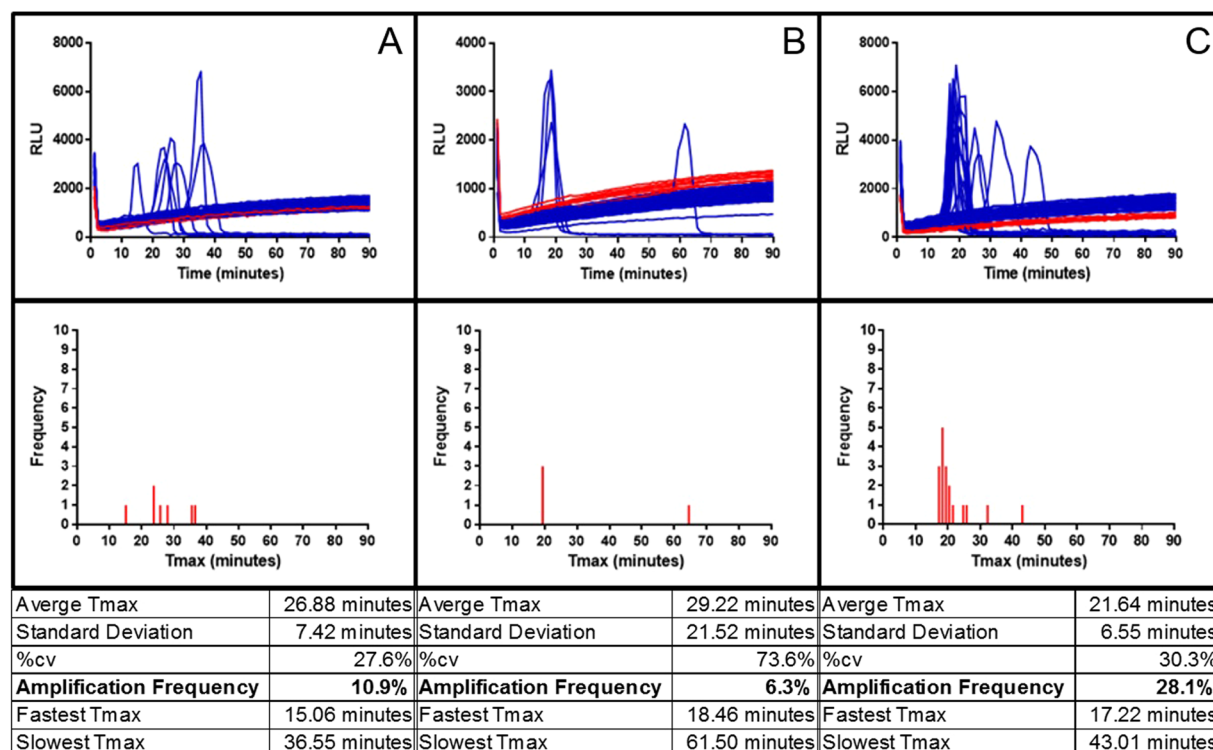 A
8000
6000
4000
2000
0
RLU
0 10 20 30 40 50 60 70 80 90
Time (minutes)
B
4000
3000
2000
1000
0
RLU
0 10 20 30 40 50 60 70 80 90
Time (minutes)
C
8000
6000
4000
2000
0
RLU
0 10 20 30 40 50 60 70 80 90
Time (minutes)
10
9
8
7
6
5
4
3
2
1
0
Frequency
0 10 20 30 40 50 60 70 80 90
Tmax (minutes)
10
9
8
7
6
5
4
3
2
1
0
Frequency
0 10 20 30 40 50 60 70 80 90
Tmax (minutes)
10
9
8
7
6
5
4
3
2
1
0
Frequency
0 10 20 30 40 50 60 70 80 90
Tmax (minutes)
Averge Tmax 26.88 minutes Averge Tmax 29.22 minutes Averge Tmax 21.64 minutes
Standard Deviation 7.42 minutes Standard Deviation 21.52 minutes Standard Deviation 6.55 minutes
%cv 27.6% %cv 73.6% %cv 30.3%
Amplification Frequency 10.9% Amplification Frequency 6.3% Amplification Frequency 28.1%
Fastest Tmax 15.06 minutes Fastest Tmax 18.46 minutes Fastest Tmax 17.22 minutes
Slowest Tmax 36.55 minutes Slowest Tmax 61.50 minutes Slowest Tmax 43.01 minutes